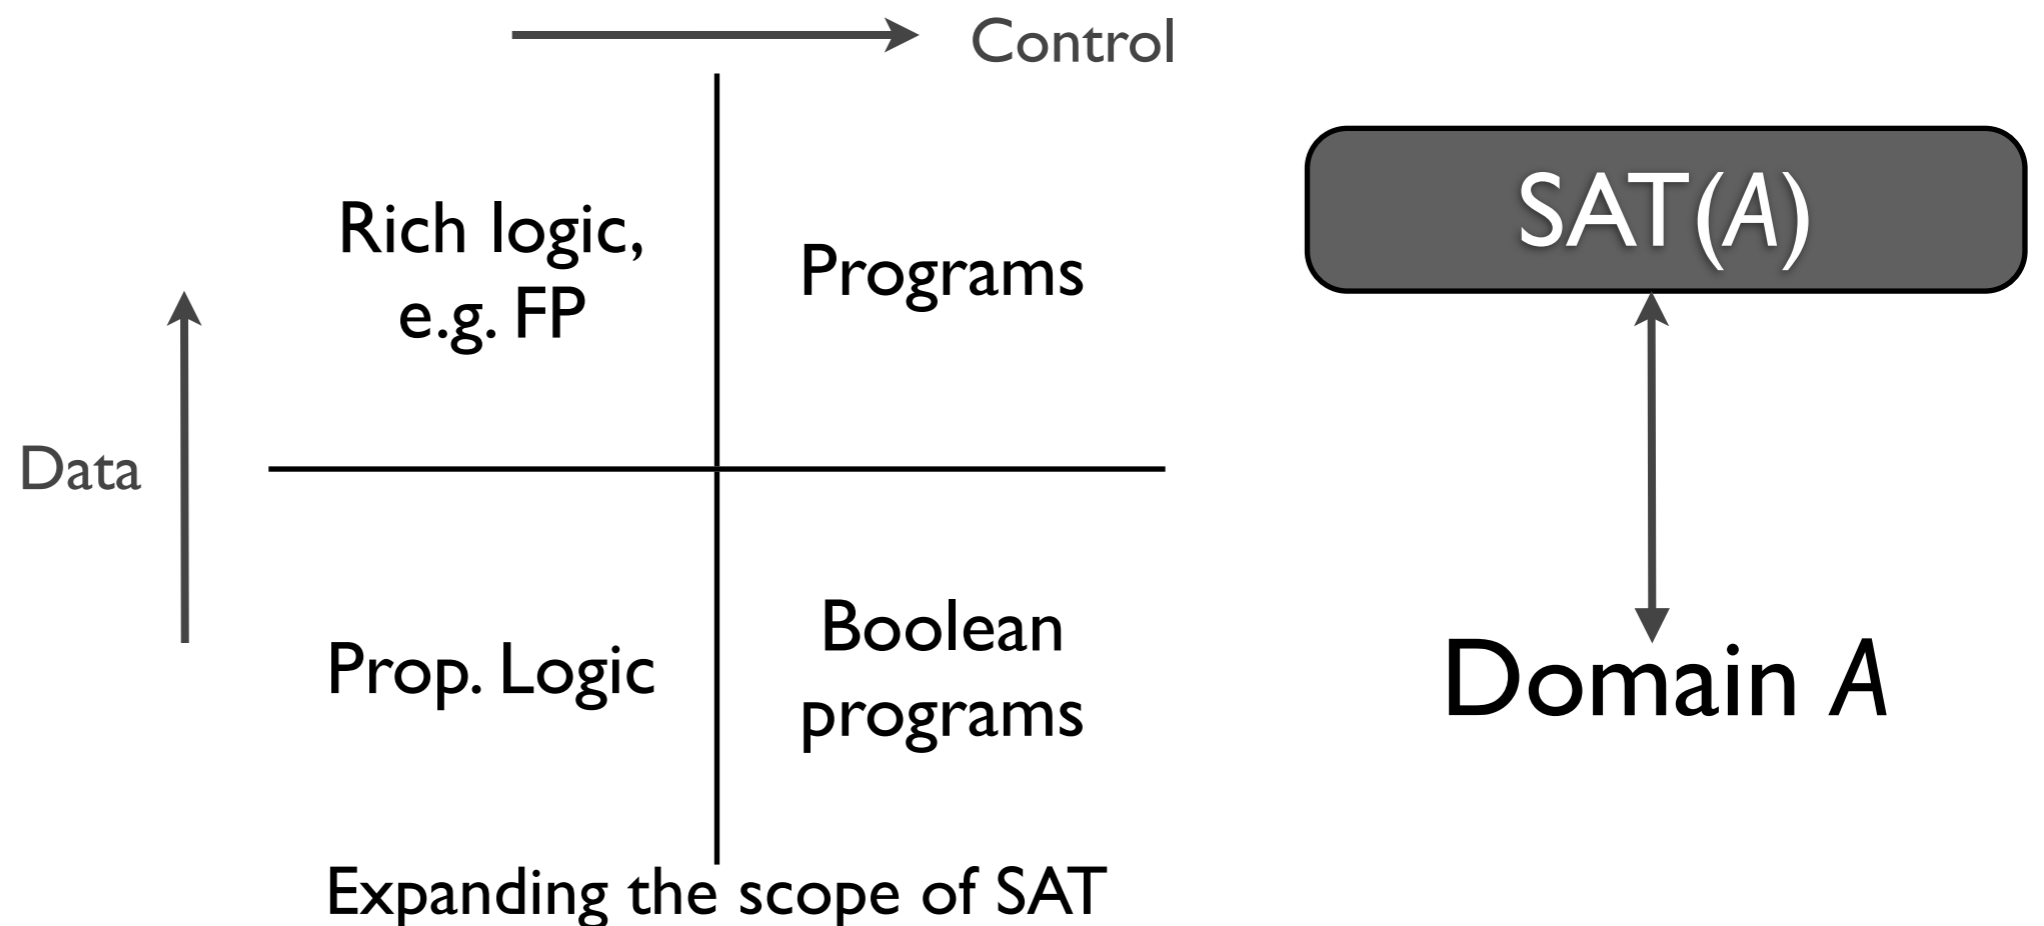 Control
Rich logic,
e.g. FP
Programs
Data
Prop. Logic
Boolean
programs
Expanding the scope of SAT
SAT(A)
Domain A